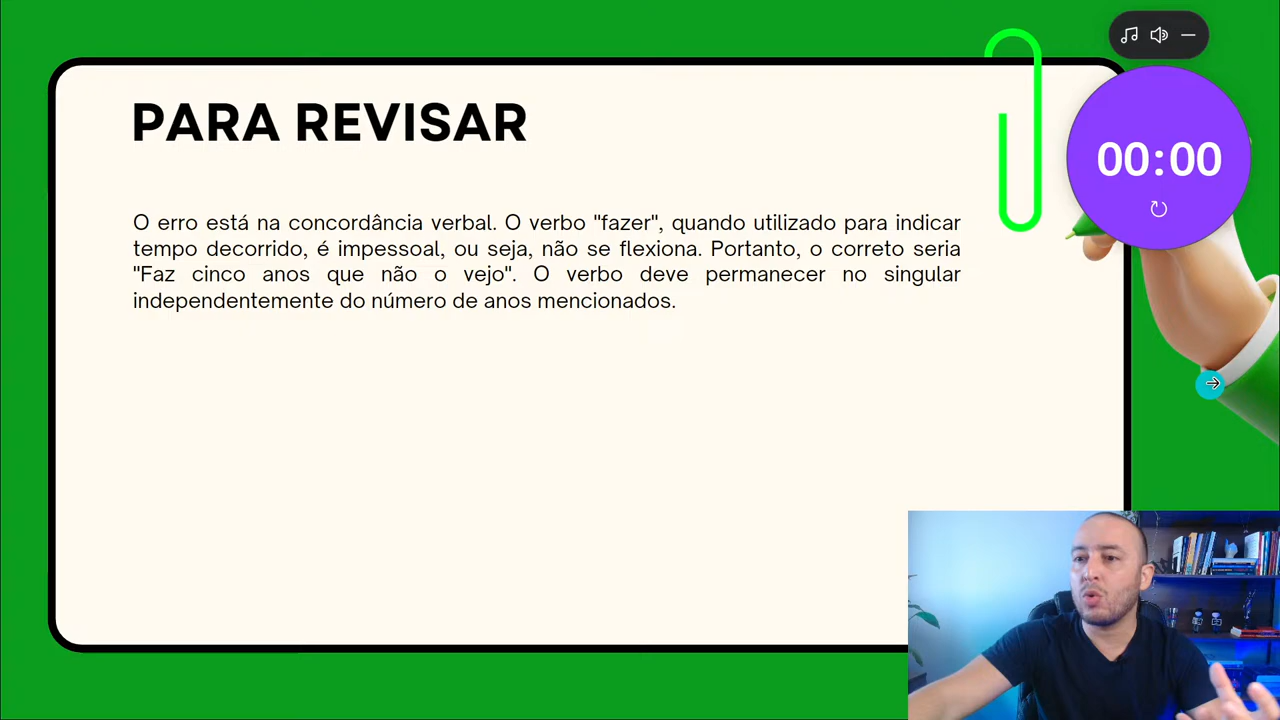 PARA REVISAR
00:00
O erro está na concordância verbal. O verbo "fazer", quando utilizado para indicar
tempo decorrido, é impessoal, ou seja, não se flexiona. Portanto, o correto seria
"Faz cinco anos que não o vejo". O verbo deve permanecer no singular
independentemente do número de anos mencionados.